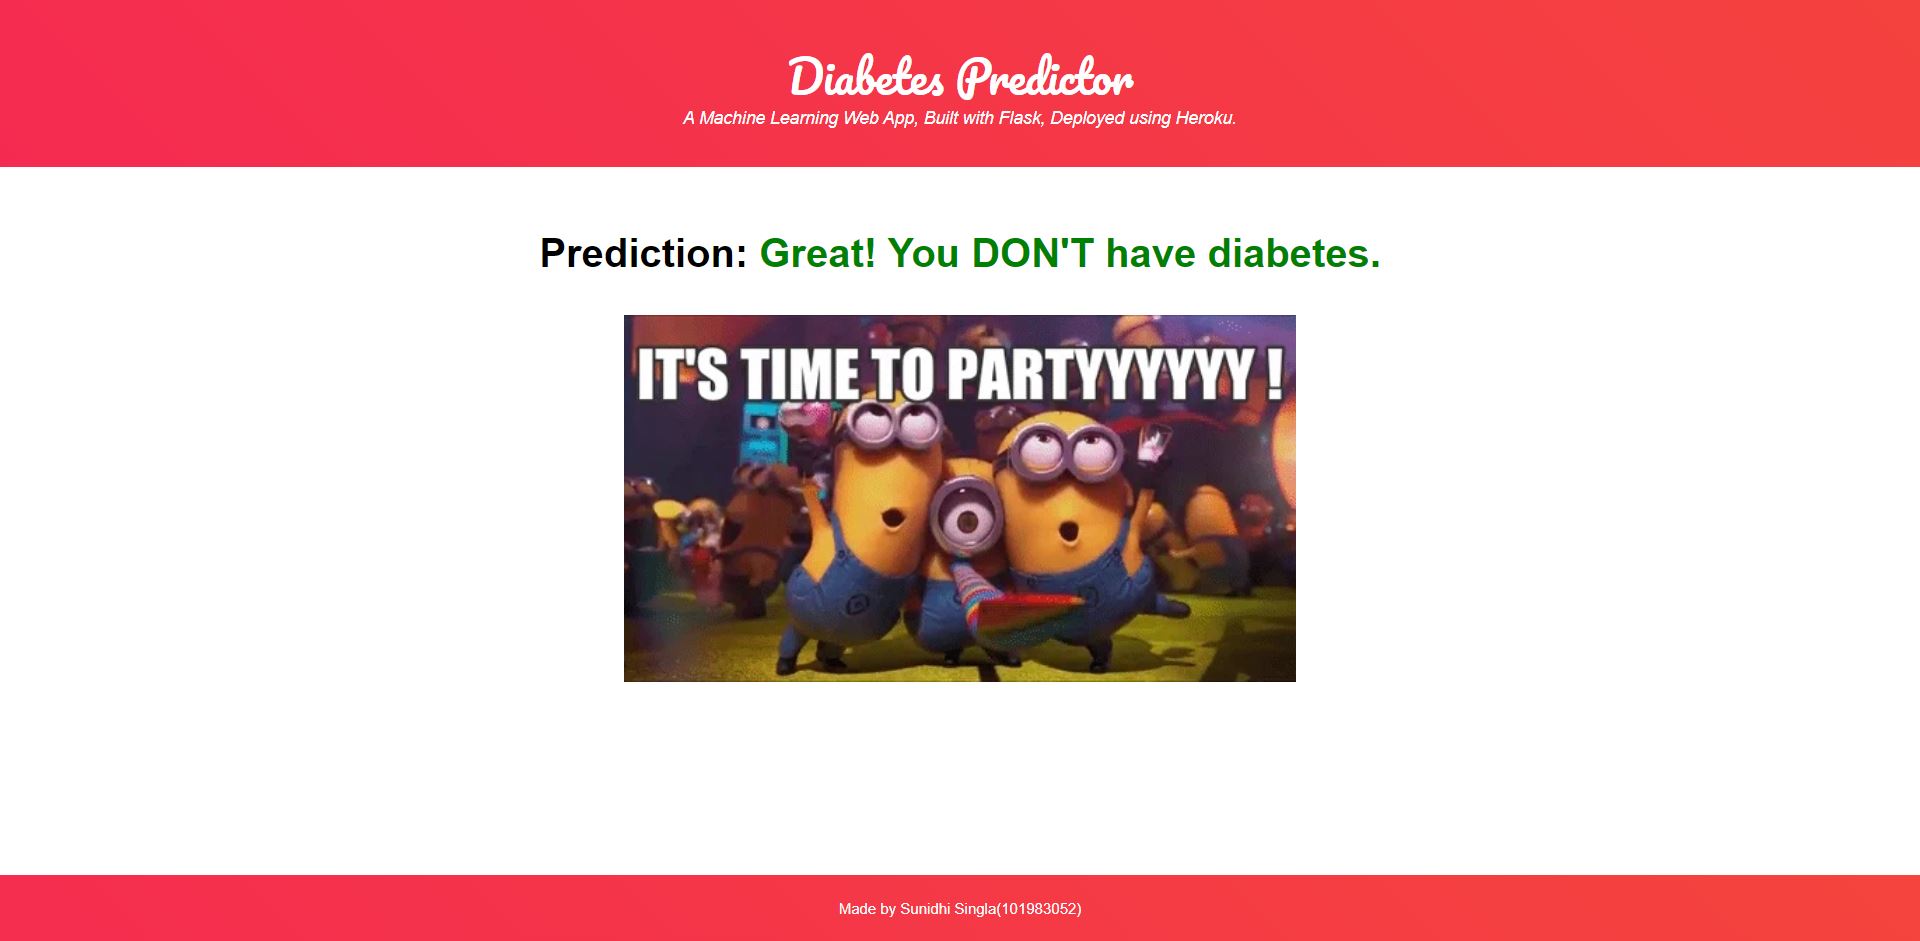 Diabetes Predictor
A Machine Learning Web App, Built with Flask, Deployed using Heroku.
Prediction: Great! You DON'T have diabetes.
IT'S TIME TO PARTYYYYYY !
Made by Sunidhi Singla(101983052)